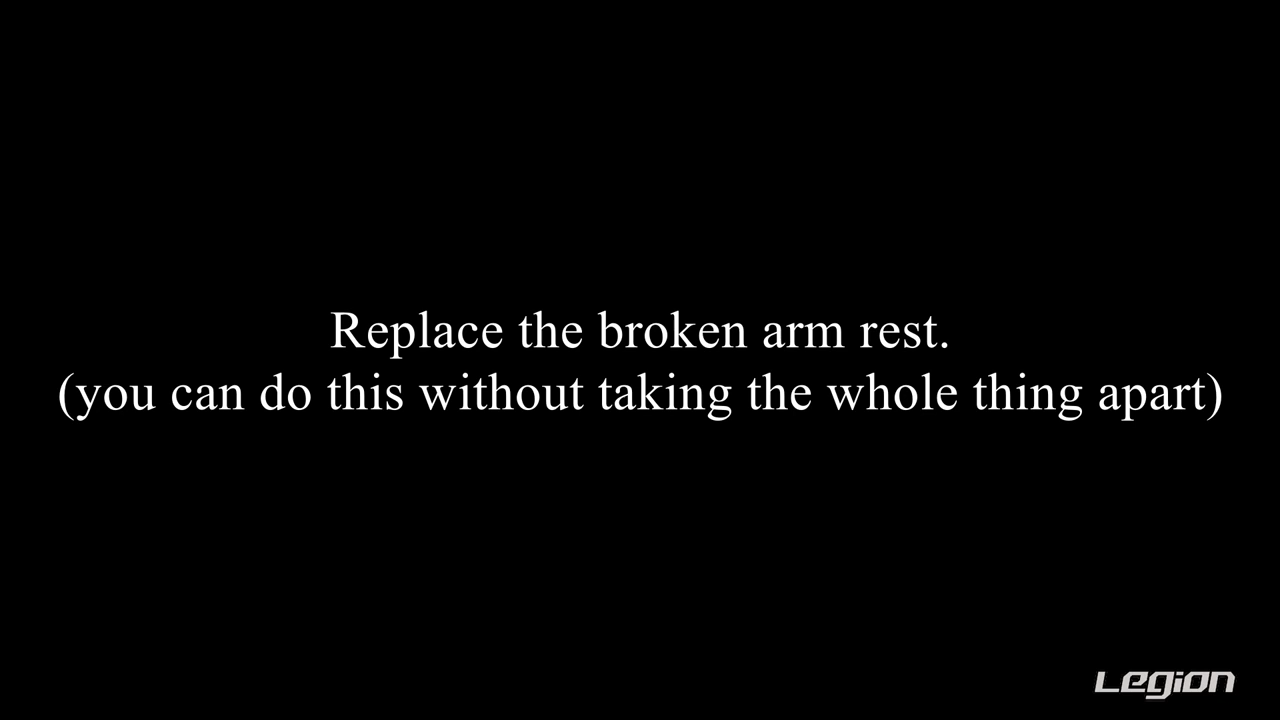 Replace the broken arm rest.
(you can do this without taking the whole thing apart)
Legion